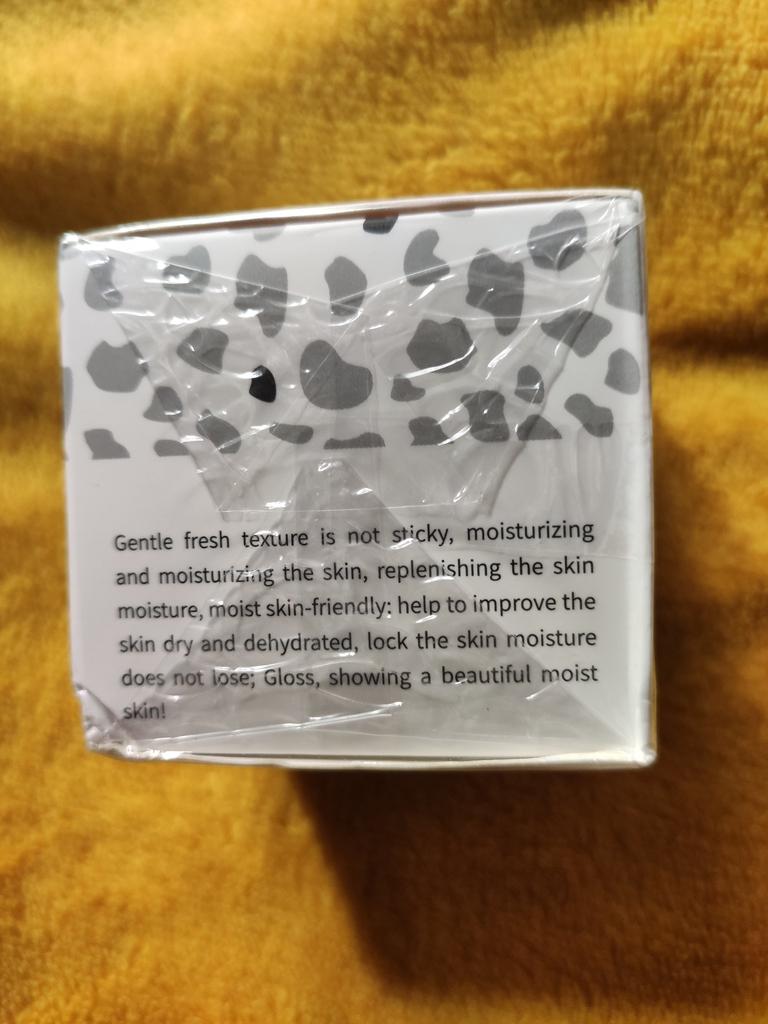 Gentle fresh texture is not sticky, moisturizing
and moisturizing the skin, replenishing the skin
moisture, moist skin-friendly: help to improve the
skin dry and dehydrated, lock the skin moisture
does not lose; Gloss, showing a beautiful moist
skin!